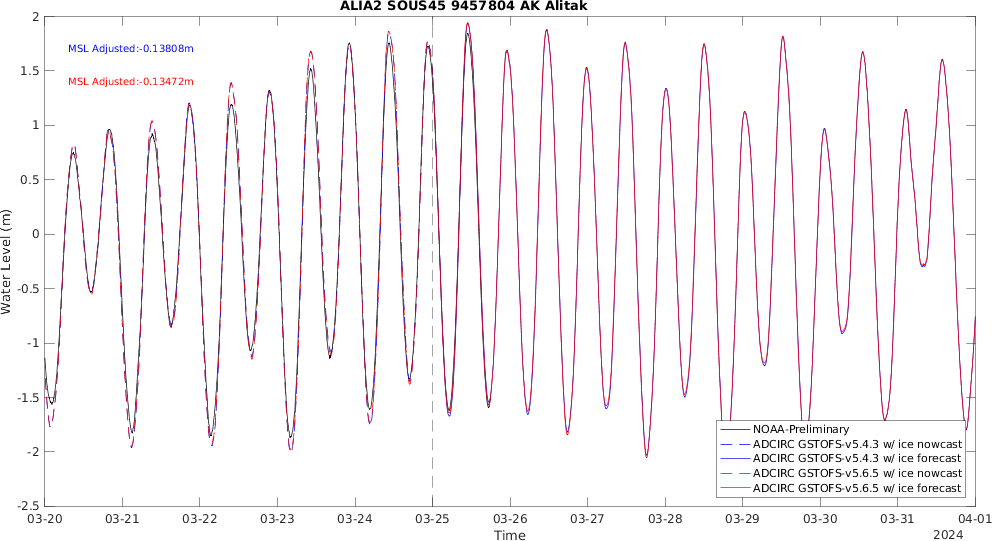 ALIA2 SOUS45 9457804 AK Alitak
MSL Adjusted:-0.13808m
MSL Adjusted:-0.13472m
Water Level (m)
2
1.5
1
0.5
0
-0.5
-1
-1.5
-2
-2.5
NOAA-Preliminary
ADCIRC GSTOFS-v5.4.3 w/ ice nowcast
ADCIRC GSTOFS-v5.4.3 w/ ice forecast
ADCIRC GSTOFS-v5.6.5 w/ ice nowcast
ADCIRC GSTOFS-v5.6.5 w/ ice forecast
03-20 03-21 03-22 03-23 03-24 03-25 03-26 03-27 03-28 03-29 03-30 03-31 04-01
Time
2024